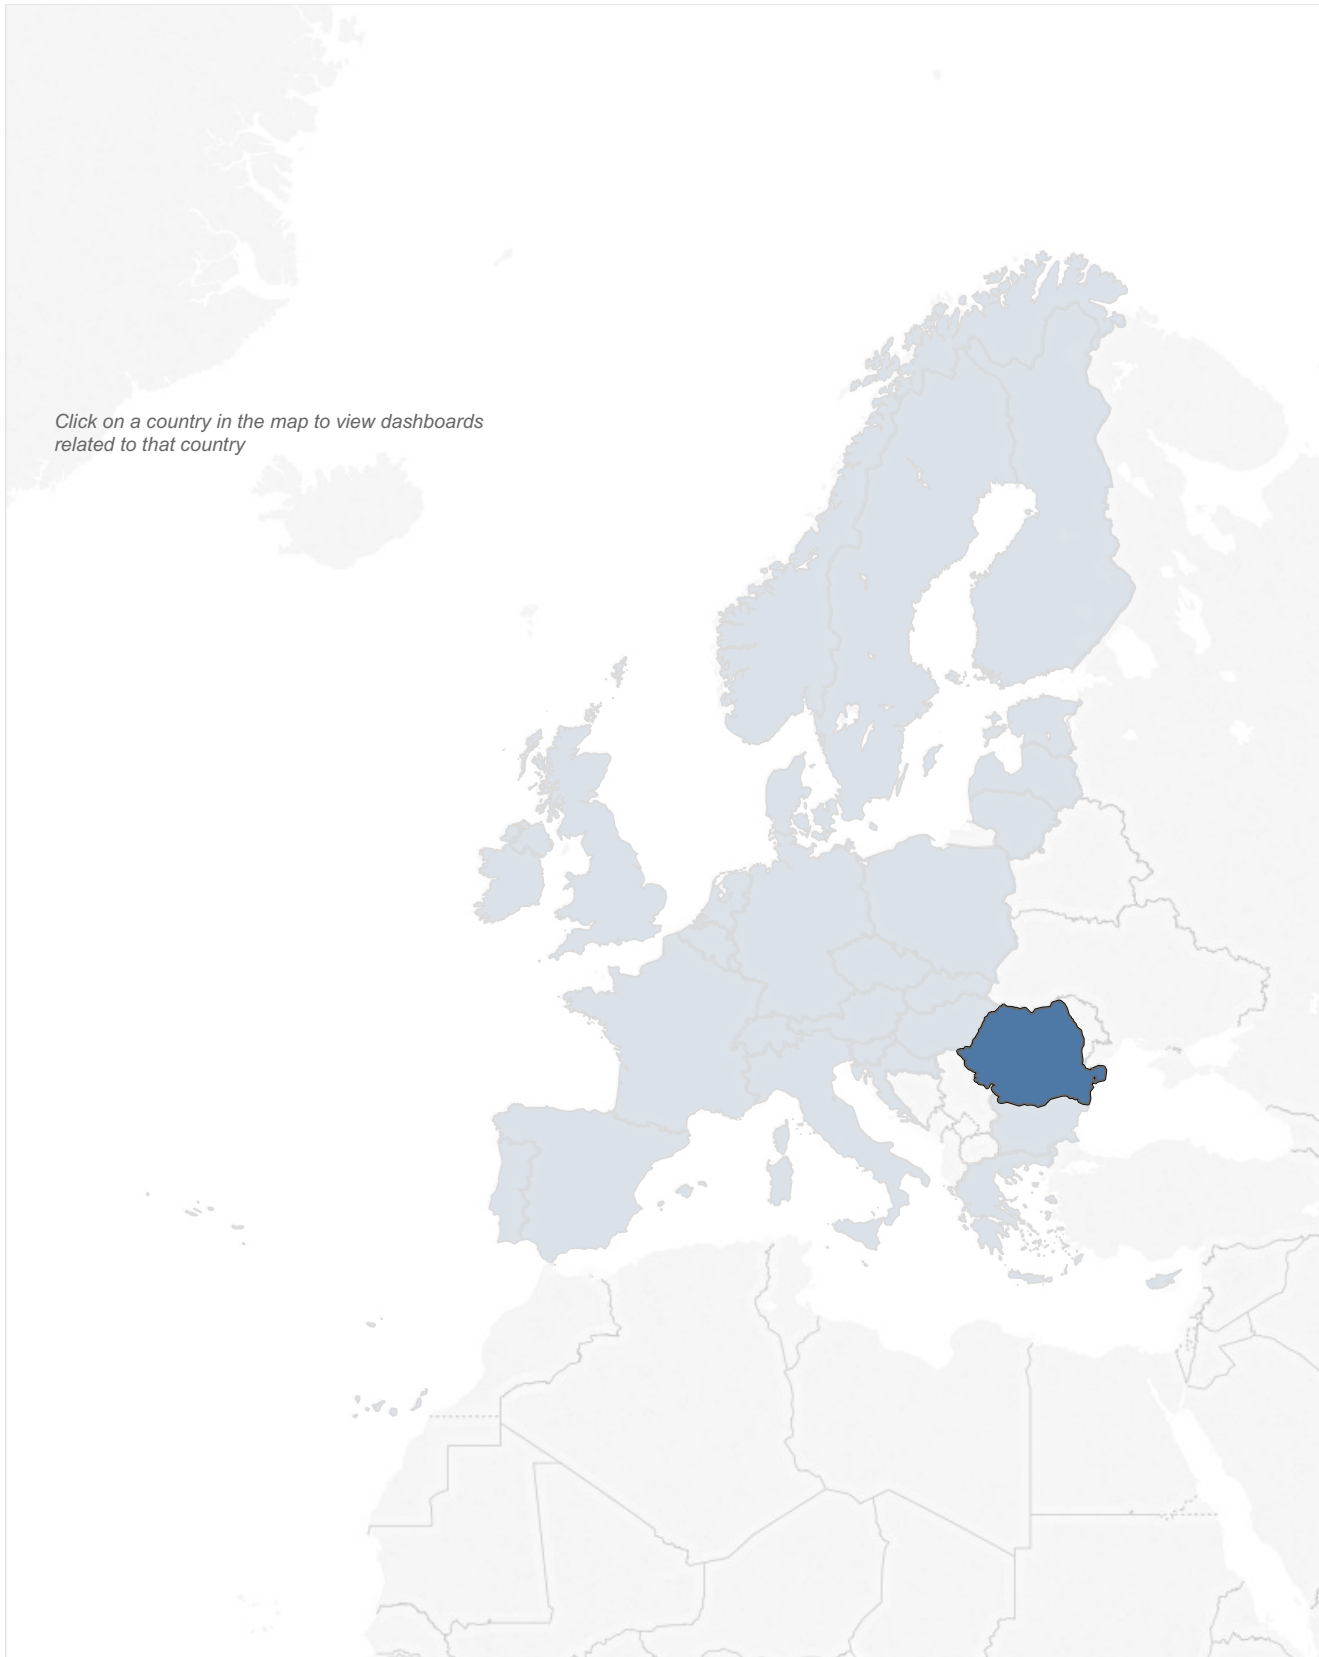 Click on a country in the map to view dashboards
related to that country